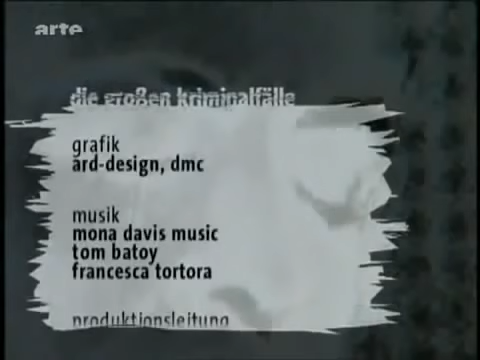 arte
die großen kriminalfälle
grafik
ard-design, dmc
musik
mona davis music
tom batoy
francesca tortora
produktionsleitung